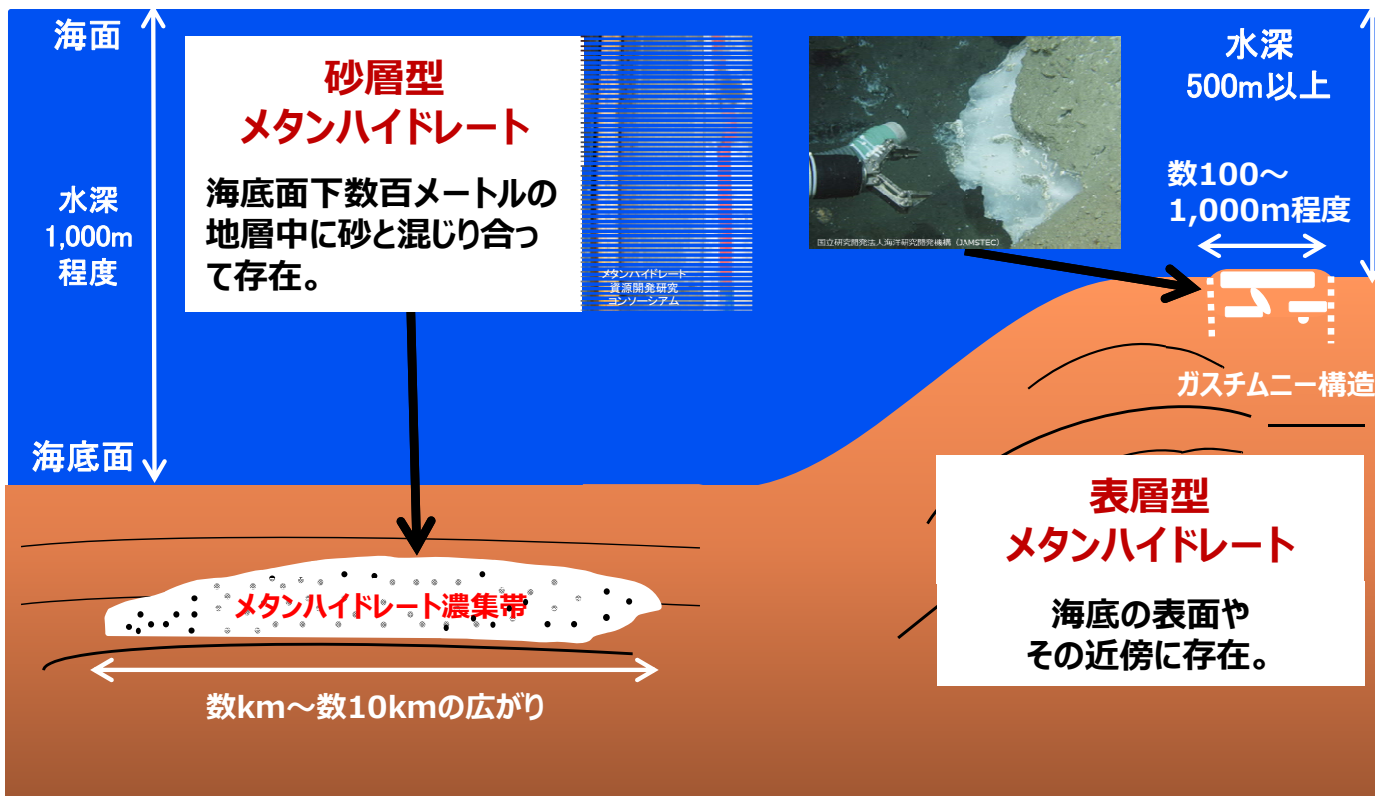 海面
水深
1,000m
程度
海底面
砂層型
メタンハイドレート
海底面下数百メートルの
地層中に砂と混じり合っ
て存在。
メタンハイドレート
資源開発研究
コンソーシアム
国立研究開発法人海洋研究開発機構（JAMSTEC）
水深
500m以上
数100～
1,000m程度
ガスチムニー構造
表層型
メタンハイドレート
海底の表面や
その近傍に存在。
メタンハイドレート濃集帯
数km～数10kmの広がり